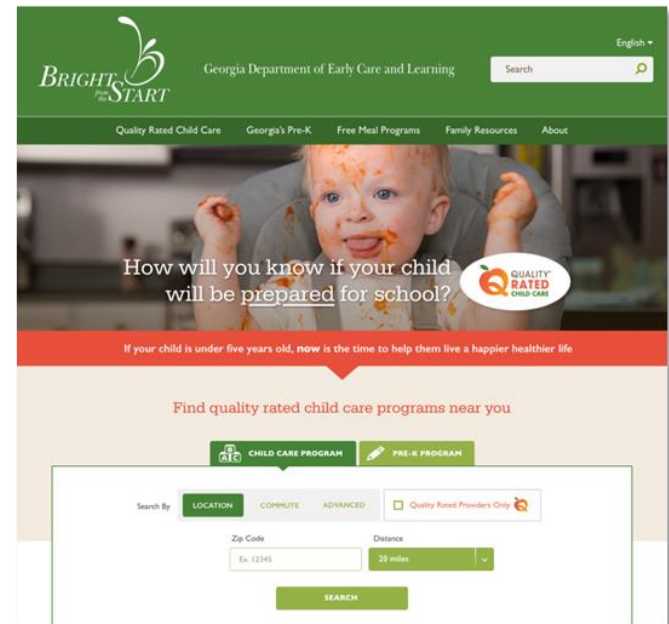 English
BRIGHT
from the START
Georgia Department of Early Care and Learning
Search
Quality Rated Child Care Georgia's Pre-K Free Meal Programs Family Resources About
How will you know if your child
will be prepared for school?
QUALITY
RATED
CHILD CARE
If your child is under five years old, now is the time to help them live a happier healthier life
Find quality rated child care programs near you
B
A C
CHILD CARE PROGRAM
PRE-K PROGRAM
Search By LOCATION COMMUTE ADVANCED Quality Rated Providers Only
Zip Code Distance
Ex. 12345 20 miles
SEARCH